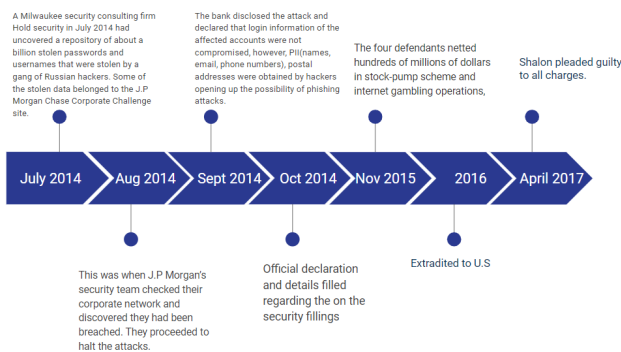 A Milwaukee security consulting firm
Hold security in July 2014 had
uncovered a repository of about a
billion stolen passwords and
usernames that were stolen by a
gang of Russian hackers. Some of
the stolen data belonged to the J.P
Morgan Chase Corporate Challenge
site.
The bank disclosed the attack and
declared that login information of the
affected accounts were not
compromised, however, PII(names,
email, phone numbers), postal
addresses were obtained by hackers
opening up the possibility of phishing
attacks.
The four defendants netted
hundreds of millions of dollars
in stock-pump scheme and
internet gambling operations,
Shalon pleaded guilty
to all charges.
July 2014
Aug 2014
Sept 2014
Oct 2014
Nov 2015
2016
April 2017
This was when J.P Morgan's
security team checked their
corporate network and
discovered they had been
breached. They proceeded to
halt the attacks.
Official declaration
and details filled
regarding the on the
security fillings
Extradited to U.S